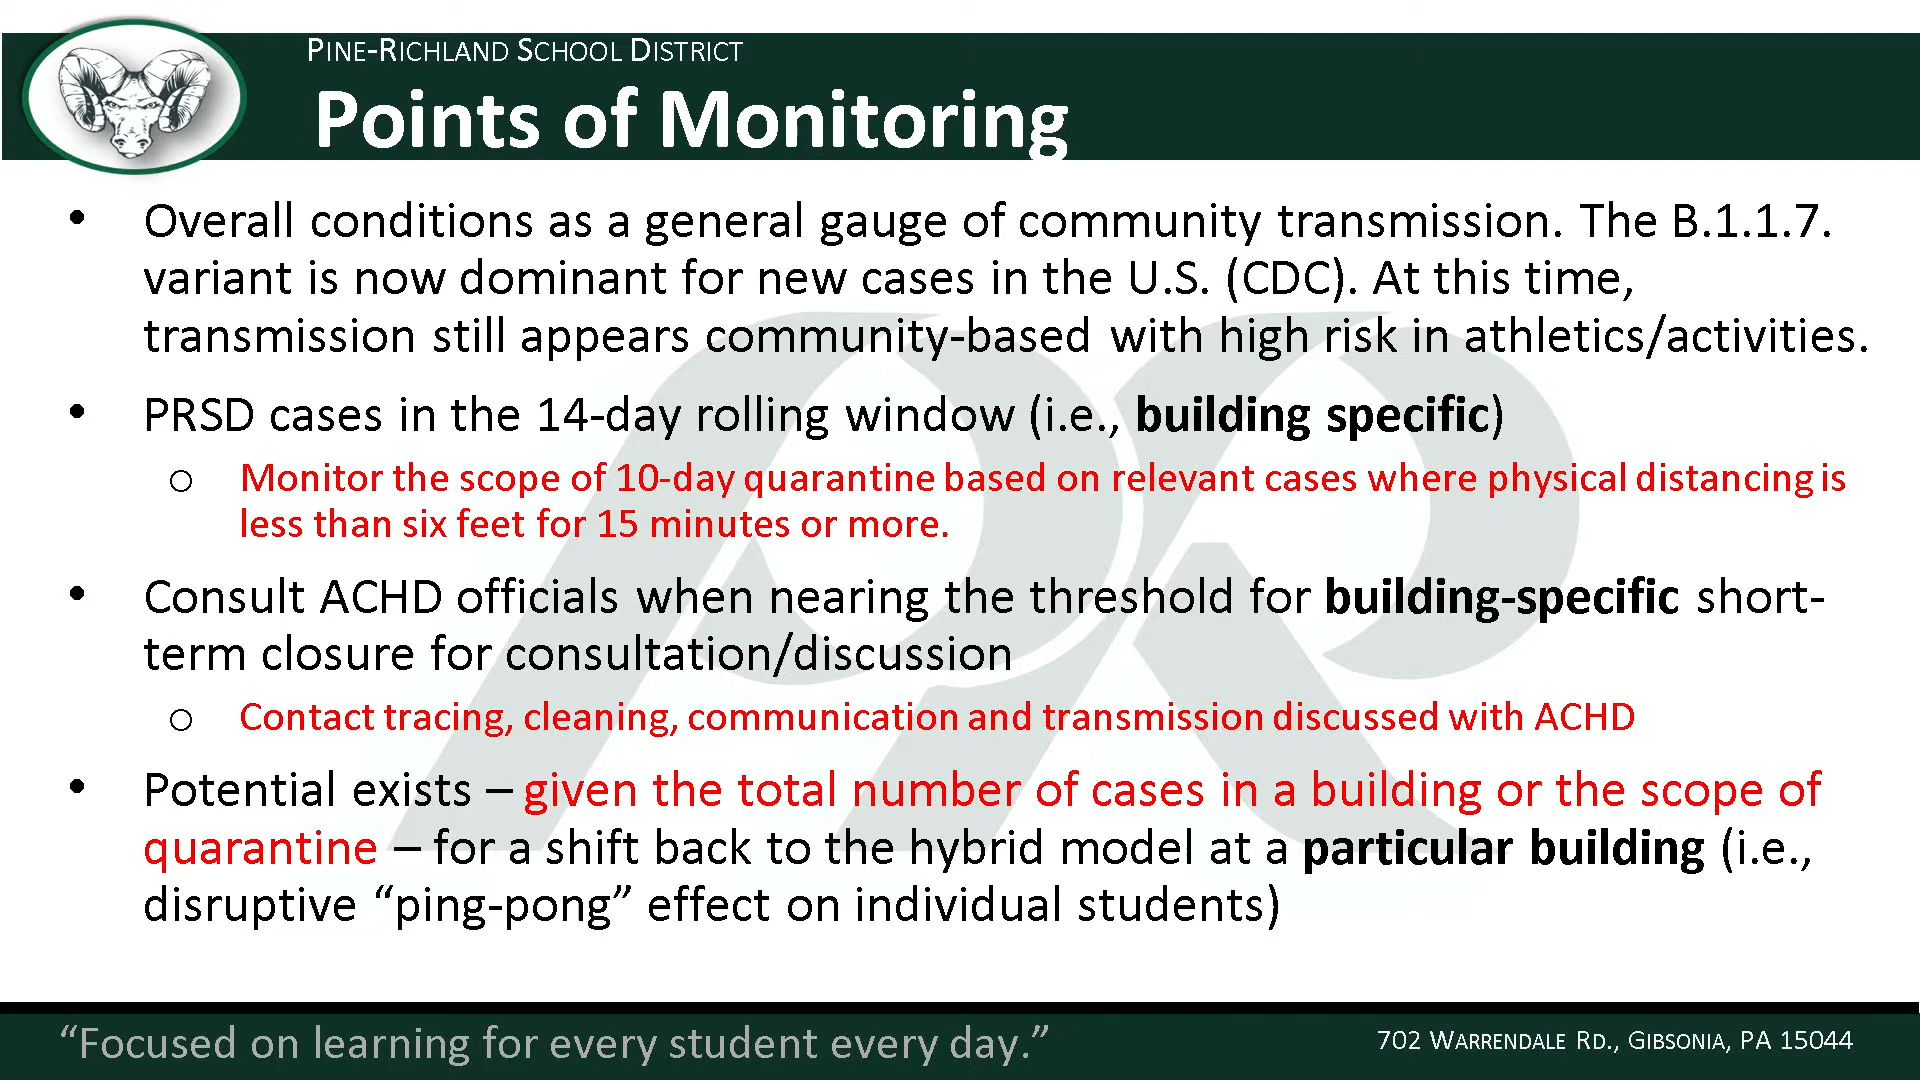 PINE-RICHLAND SCHOOL DISTRICT
Points of Monitoring
• Overall conditions as a general gauge of community transmission. The B.1.1.7.
variant is now dominant for new cases in the U.S. (CDC). At this time,
transmission still appears community-based with high risk in athletics/activities.
• PRSD cases in the 14-day rolling window (i.e., building specific)
o Monitor the scope of 10-day quarantine based on relevant cases where physical distancing is
less than six feet for 15 minutes or more.
• Consult ACHD officials when nearing the threshold for building-specific short-
term closure for consultation/discussion
o Contact tracing, cleaning, communication and transmission discussed with ACHD
• Potential exists – given the total number of cases in a building or the scope of
quarantine – for a shift back to the hybrid model at a particular building (i.e.,
disruptive “ping-pong” effect on individual students)
“Focused on learning for every student every day.”
702 WARRENDALE RD., GIBSONIA, PA 15044